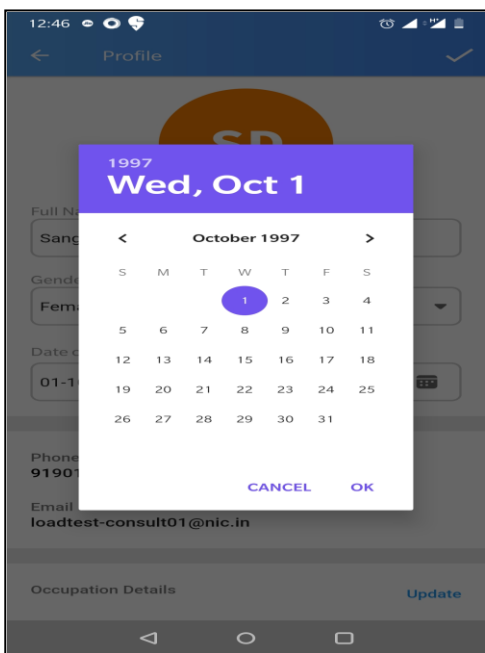 12:46
Profile
SD
1997
Wed, Oct 1
Full Na
Sang
October 1997
S M T W T F S
Gende
Fem
1 2 3 4
5 6 7 8 9 10 11
Date o
12 13 14 15 16 17 18
01-1
19 20 21 22 23 24 25
26 27 28 29 30 31
Phone
91901
CANCEL OK
Email
loadtest-consult01@nic.in
Occupation Details
Update